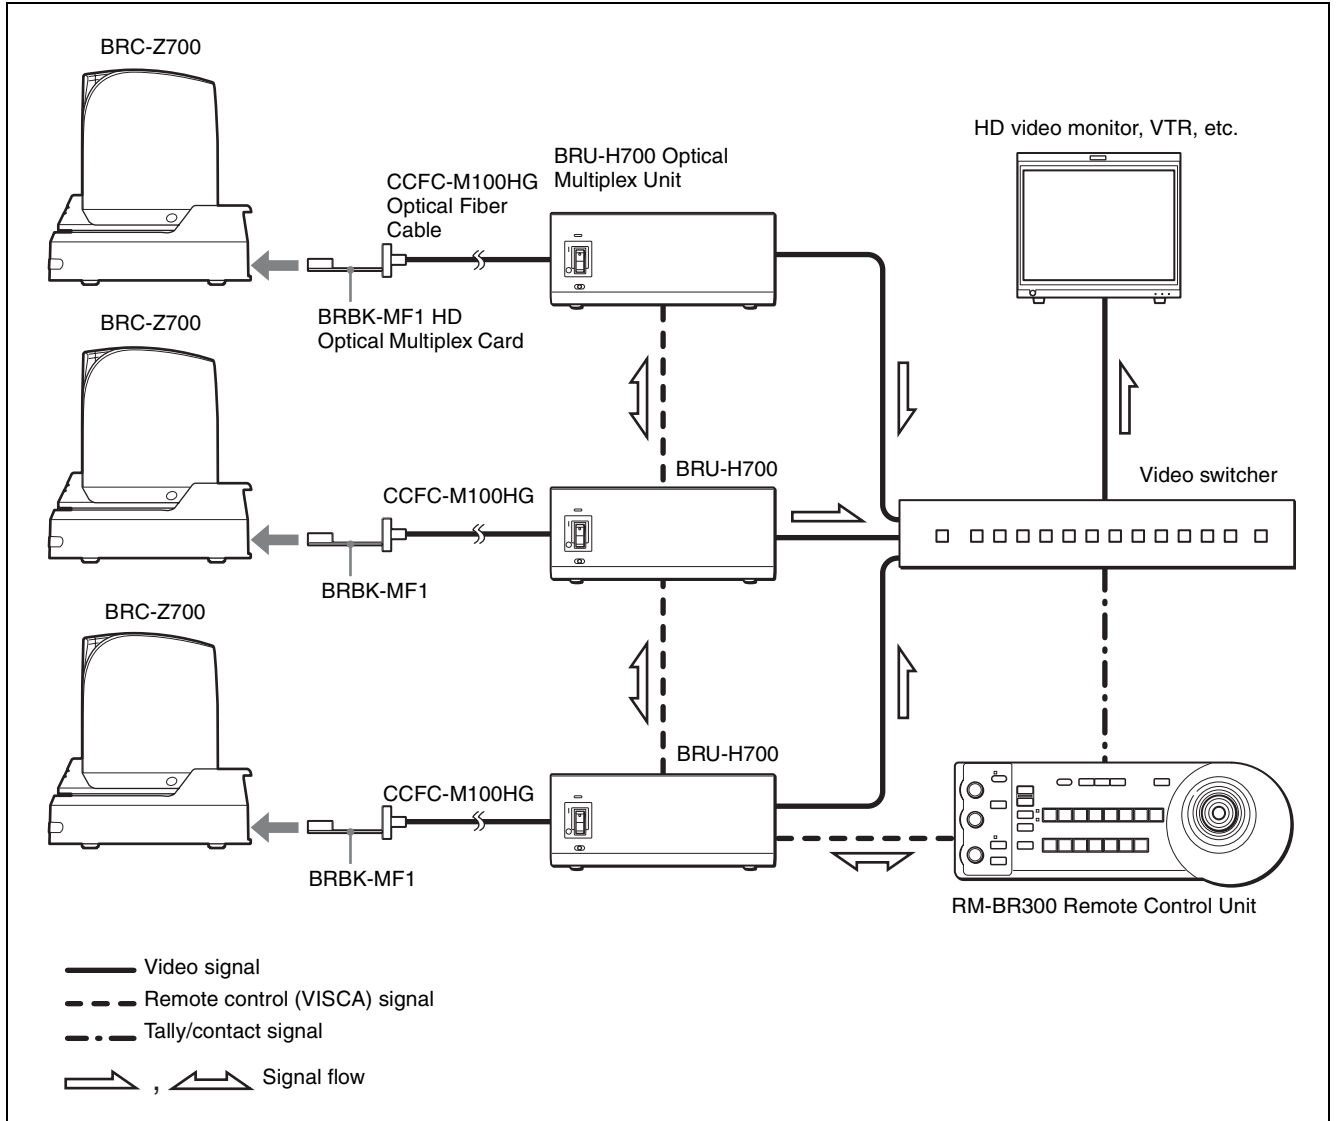 BRC-Z700
HD video monitor, VTR, etc.
BRU-H700 Optical
Multiplex Unit
CCFC-M100HG
Optical Fiber
Cable
BRBK-MF1 HD
Optical Multiplex Card
BRC-Z700
BRU-H700
Video switcher
CCFC-M100HG
BRBK-MF1
BRC-Z700
BRU-H700
CCFC-M100HG
BRBK-MF1
RM-BR300 Remote Control Unit
Video signal
Remote control (VISCA) signal
Tally/contact signal
, Signal flow